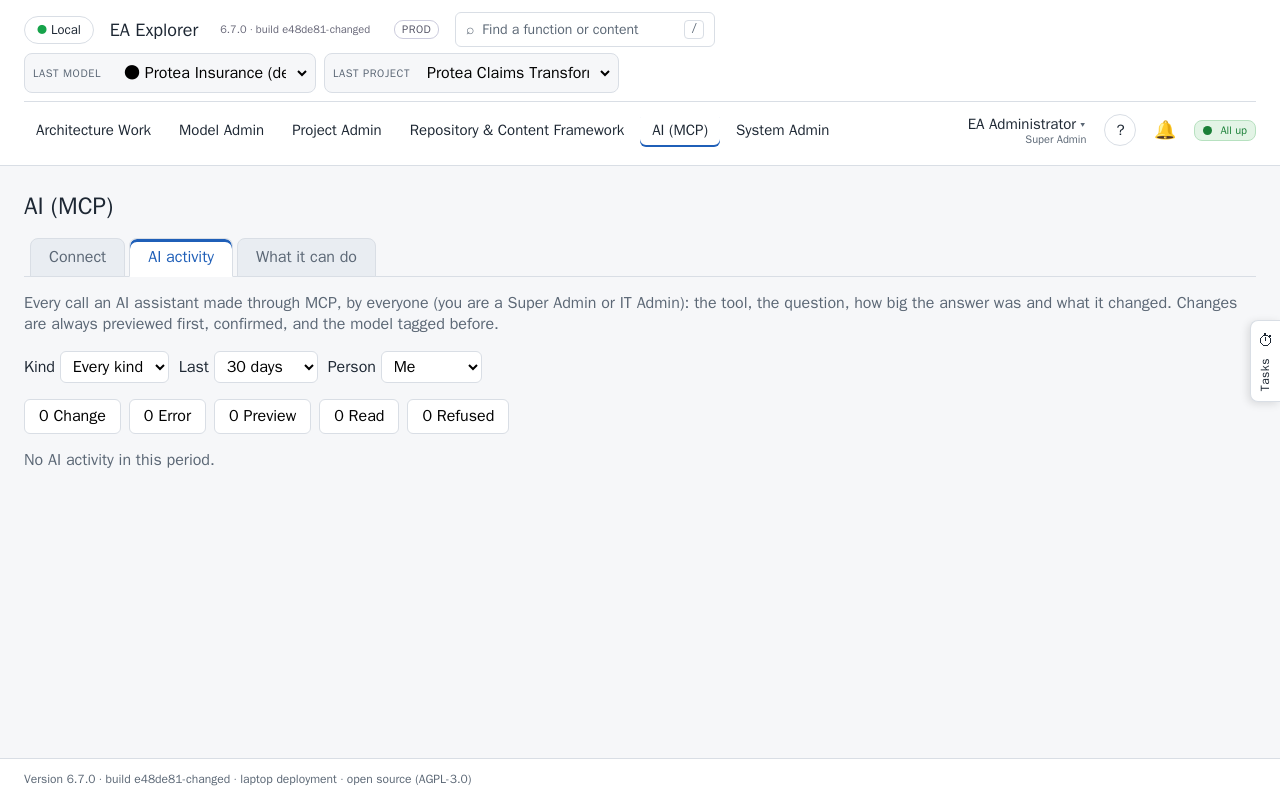 Local
EA Explorer
6.7.0 · build e48de81-changed
PROD
Find a function or content
/
LAST MODEL
Protea Insurance (de
LAST PROJECT
Protea Claims Transforr
Architecture Work
Model Admin
Project Admin
Repository & Content Framework
AI (MCP)
System Admin
EA Administrator
Super Admin
?
All up
AI (MCP)
Connect
AI activity
What it can do
Every call an AI assistant made through MCP, by everyone (you are a Super Admin or IT Admin): the tool, the question, how big the answer was and what it changed. Changes
are always previewed first, confirmed, and the model tagged before.
Kind
Every kind
Last
30 days
Person
Me
0 Change
0 Error
0 Preview
0 Read
0 Refused
No AI activity in this period.
Tasks
Version 6.7.0 · build e48de81-changed · laptop deployment · open source (AGPL-3.0)